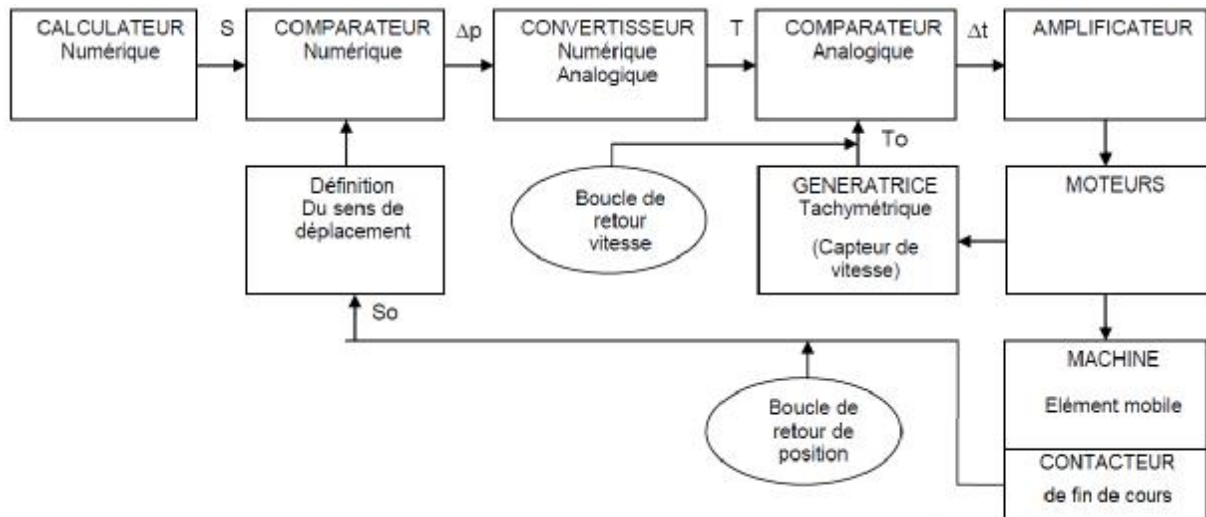 CALCULATEUR
Numérique
S
COMPARATEUR
Numérique
Δp
CONVERTISSEUR
Numérique
Analogique
T
COMPARATEUR
Analogique
Δt
AMPLIFICATEUR
Définition
Du sens de
déplacement
Boucle de
retour
vitesse
To
GENERATRICE
Tachymétrique
(Capteur de
vitesse)
MOTEURS
So
Boucle de
retour de
position
MACHINE
Elément mobile
CONTACTEUR
de fin de cours